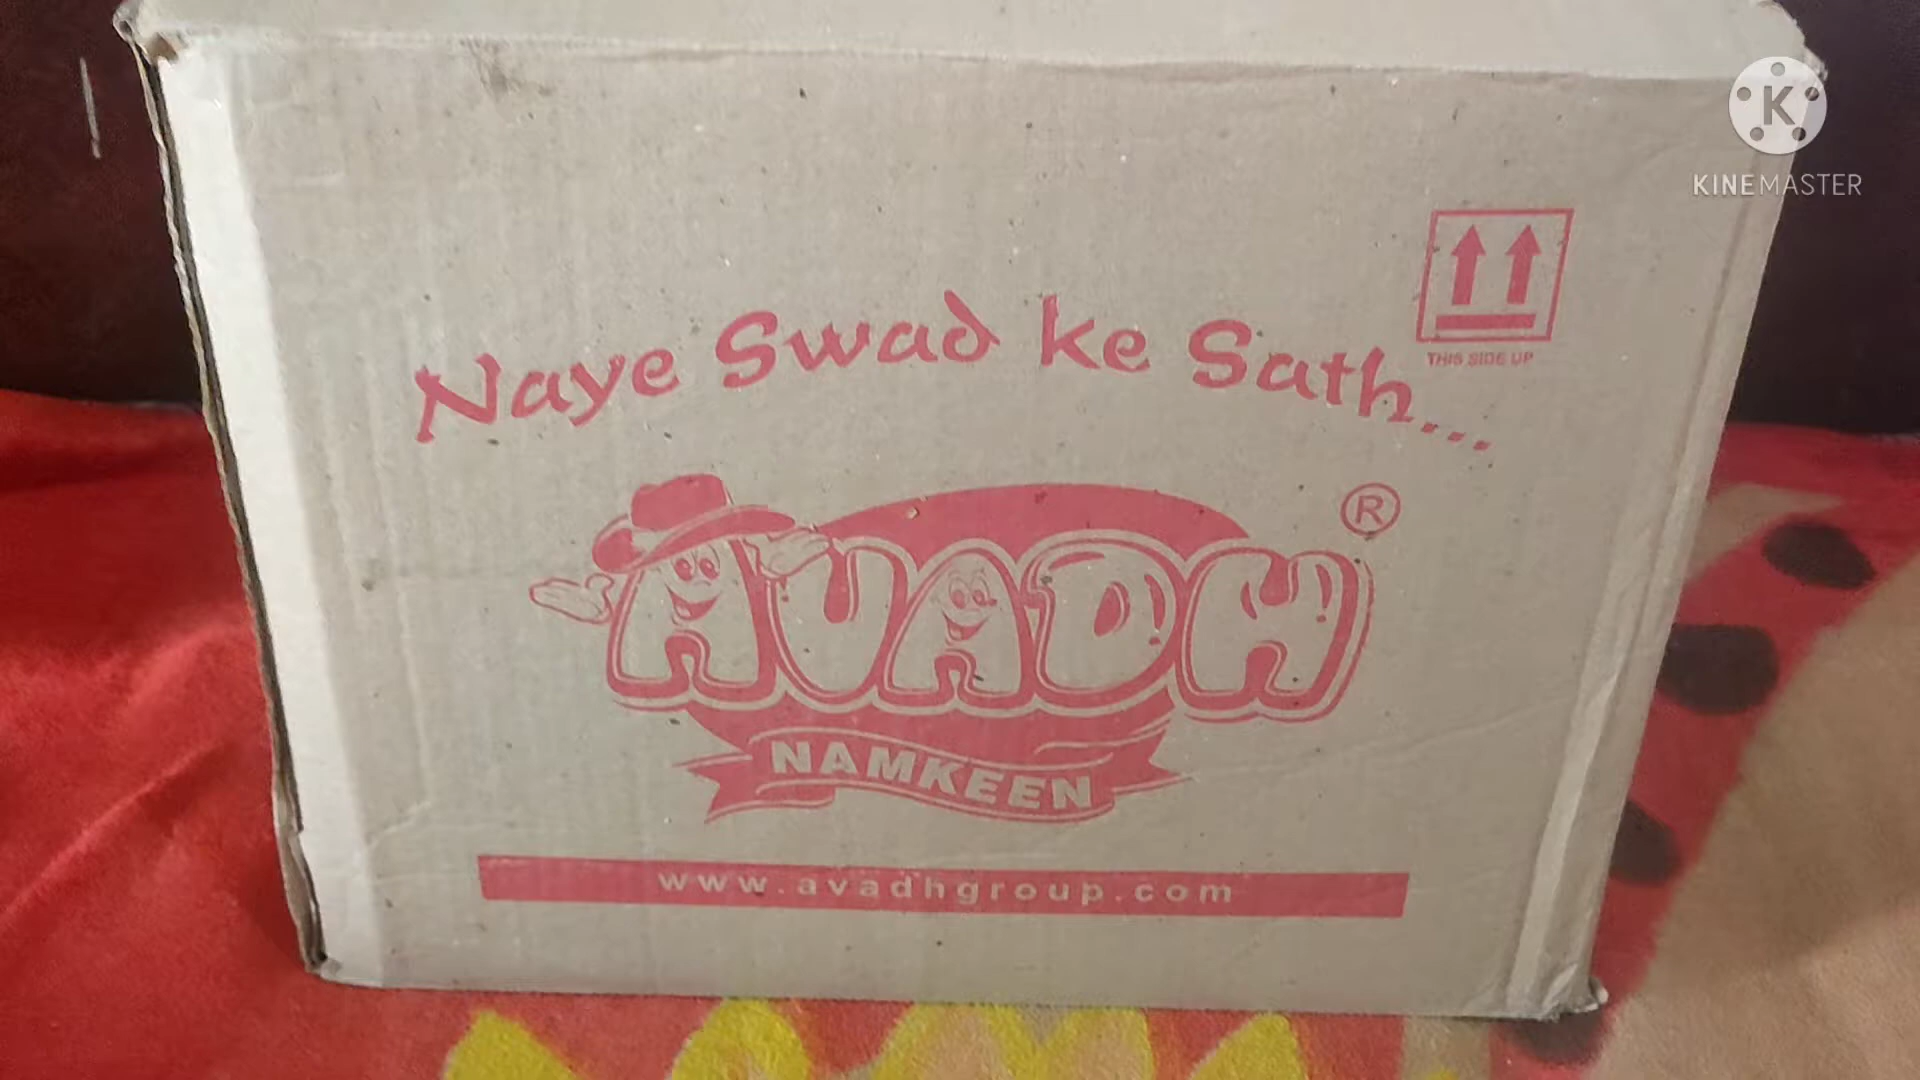 KINEMASTER
THIS SIDE UP
Naye Swad ke Sath...
AVADH ®
NAMKEEN
www.avadhgroup.com